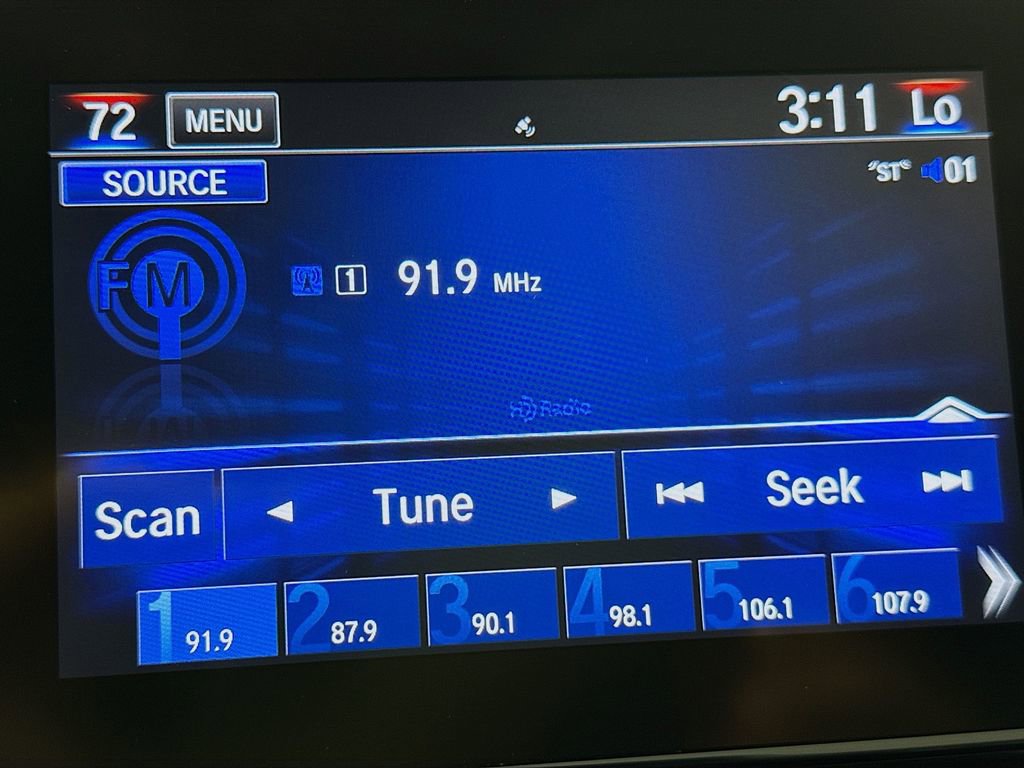 72 MENU 3:11 Lo
SOURCE "ST" 01
FM 1 91.9 MHz
HD Radio
Scan Tune Seek
1 91.9 2 87.9 3 90.1 4 98.1 5 106.1 6 107.9